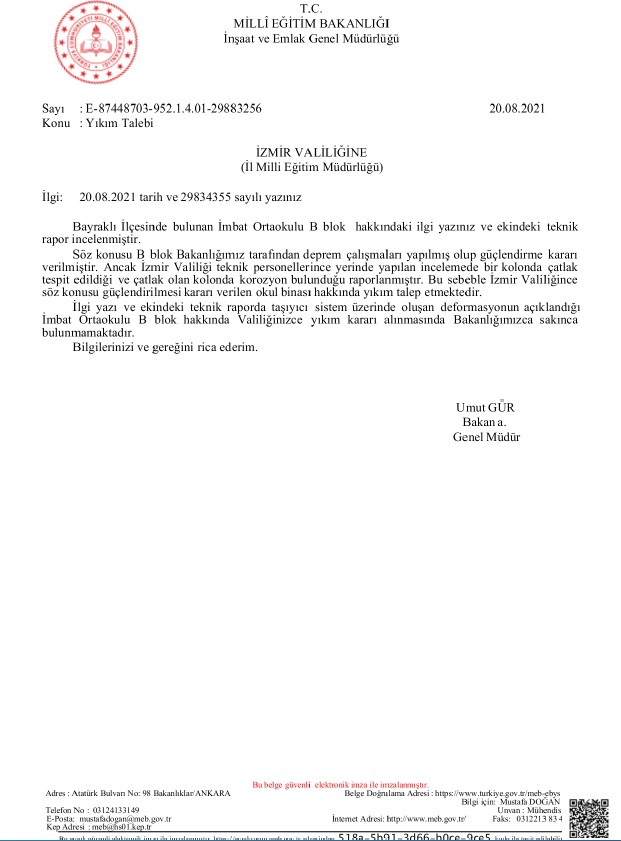 T.C.
MİLLÎ EĞİTİM BAKANLIĞI
İnşaat ve Emlak Genel Müdürlüğü
Sayı : E-87448703-952.1.4.01-29883256 20.08.2021
Konu : Yıkım Talebi
İZMİR VALİLİĞİNE
(İl Milli Eğitim Müdürlüğü)
İlgi: 20.08.2021 tarih ve 29834355 sayılı yazınız
Bayraklı İlçesinde bulunan İmbat Ortaokulu B blok hakkındaki ilgi yazınız ve ekindeki teknik
rapor incelenmiştir.
Söz konusu B blok Bakanlığımız tarafından deprem çalışmaları yapılmış olup güçlendirme kararı
verilmiştir. Ancak İzmir Valiliği teknik personellerince yerinde yapılan incelemede bir kolonda çatlak
tespit edildiği ve çatlak olan kolonda korozyon bulunduğu raporlanmıştır. Bu sebeble İzmir Valiliğince
söz konusu güçlendirilmesi kararı verilen okul binası hakkında yıkım talep etmektedir.
İlgi yazı ve ekindeki teknik raporda taşıyıcı sistem üzerinde oluşan deformasyonun açıklandığı
İmbat Ortaokulu B blok hakkında Valiliğinizce yıkım kararı alınmasında Bakanlığımızca sakınca
bulunmamaktadır.
Bilgilerinizi ve gereğini rica ederim.
Umut GÜR
Bakan a.
Genel Müdür
Bu belge güvenli elektronik imza ile imzalanmıştır.
Adres : Atatürk Bulvarı No: 98 Bakanlıklar/ANKARA Belge Doğrulama Adresi : https://www.turkiye.gov.tr/meb-ebys
Bilgi için: Mustafa DOĞAN
Telefon No : 03124133149 Unvan : Mühendis
E-Posta: mustafadogan@meb.gov.tr İnternet Adresi: http://www.meb.gov.tr/ Faks: 0312213 83 4
Kep Adresi : meb@hs01.kep.tr
518a-5b91-3d66-b0ce-9ce5